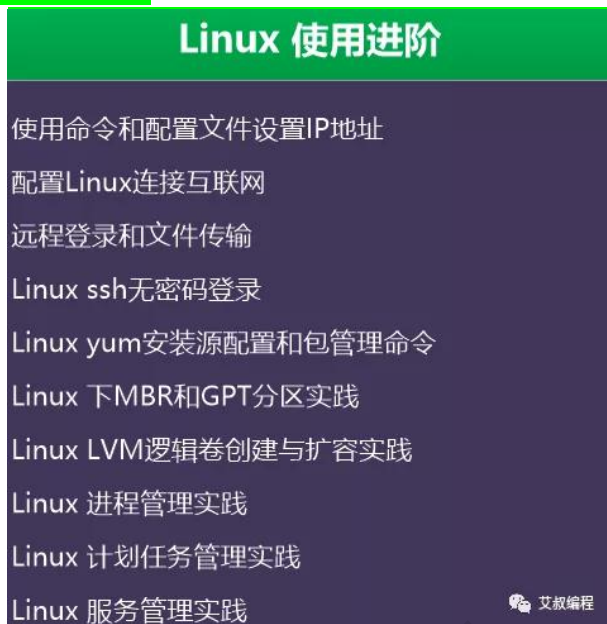 Linux 使用进阶
使用命令和配置文件设置IP地址
配置Linux连接互联网
远程登录和文件传输
Linux ssh无密码登录
Linux yum安装源配置和包管理命令
Linux 下MBR和GPT分区实践
Linux LVM逻辑卷创建与扩容实践
Linux 进程管理实践
Linux 计划任务管理实践
Linux 服务管理实践
艾叔编程